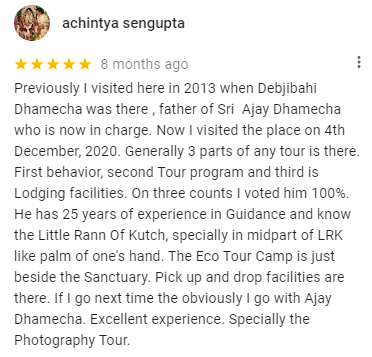 achintya sengupta
8 months ago
Previously I visited here in 2013 when Debjibahi
Dhamecha was there , father of Sri Ajay Dhamecha
who is now in charge. Now I visited the place on 4th
December, 2020. Generally 3 parts of any tour is there.
First behavior, second Tour program and third is
Lodging facilities. On three counts I voted him 100%.
He has 25 years of experience in Guidance and know
the Little Rann Of Kutch, specially in midpart of LRK
like palm of one's hand. The Eco Tour Camp is just
beside the Sanctuary. Pick up and drop facilities are
there. If I go next time the obviously I go with Ajay
Dhamecha. Excellent experience. Specially the
Photography Tour.